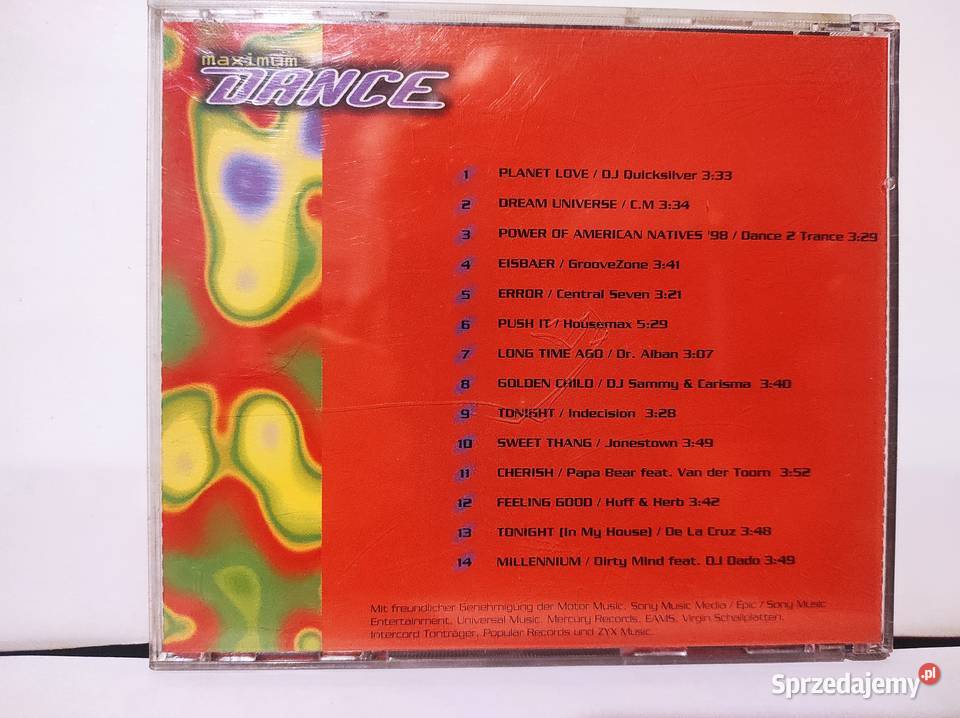 maximum
DANCE
1 PLANET LOVE / DJ Quicksilver 3:33
2 DREAM UNIVERSE / C.M 3:34
3 POWER OF AMERICAN NATIVES '98 / Dance 2 Trance 3:29
4 EISBAER / GrooveZone 3:41
5 ERROR / Central Seven 3:21
6 PUSH IT / Housemax 5:29
7 LONG TIME AGO / Dr. Alban 3:07
8 GOLDEN CHILD / DJ Sammy & Carisma 3:40
9 TONIGHT / Indecision 3:28
10 SWEET THANG / Jonestown 3:49
11 CHERISH / Papa Bear feat. Van der Toorn 3:52
12 FEELING GOOD / Huff & Herb 3:42
13 TONIGHT (In My House) / De La Cruz 3:48
14 MILLENNIUM / Dirty Mind feat. DJ Dado 3:49
Mit freundlicher Genehmigung der Motor Music, Sony Music Media / Epic / Sony Music
Entertainment, Universal Music, Mercury Records, EAMS, Virgin Schallplatten,
Intercord Tonträger, Popular Records und ZYX Music.
Sprzedajemy.pl